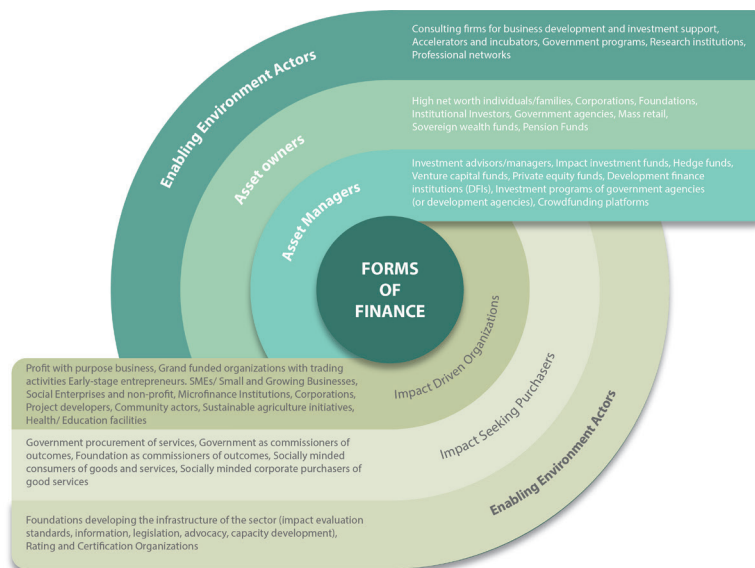 Enabling Environment Actors
Consulting firms for business development and investment support,
Accelerators and incubators, Government programs, Research institutions,
Professional networks
Asset owners
High net worth individuals/families, Corporations, Foundations,
Institutional Investors, Government agencies, Mass retail,
Sovereign wealth funds, Pension Funds
Asset Managers
Investment advisors/managers, Impact investment funds, Hedge funds,
Venture capital funds, Private equity funds, Development finance
institutions (DFIs), Investment programs of government agencies
(or development agencies), Crowdfunding platforms
FORMS
OF
FINANCE
Impact Driven Organizations
Profit with purpose business, Grand funded organizations with trading
activities Early-stage entrepreneurs. SMEs/ Small and Growing Businesses,
Social Enterprises and non-profit, Microfinance Institutions, Corporations,
Project developers, Community actors, Sustainable agriculture initiatives,
Health/ Education facilities
Impact Seeking Purchasers
Government procurement of services, Government as commissioners of
outcomes, Foundation as commissioners of outcomes, Socially minded
consumers of goods and services, Socially minded corporate purchasers of
good services
Enabling Environment Actors
Foundations developing the infrastructure of the sector (impact evaluation
standards, information, legislation, advocacy, capacity development),
Rating and Certification Organizations